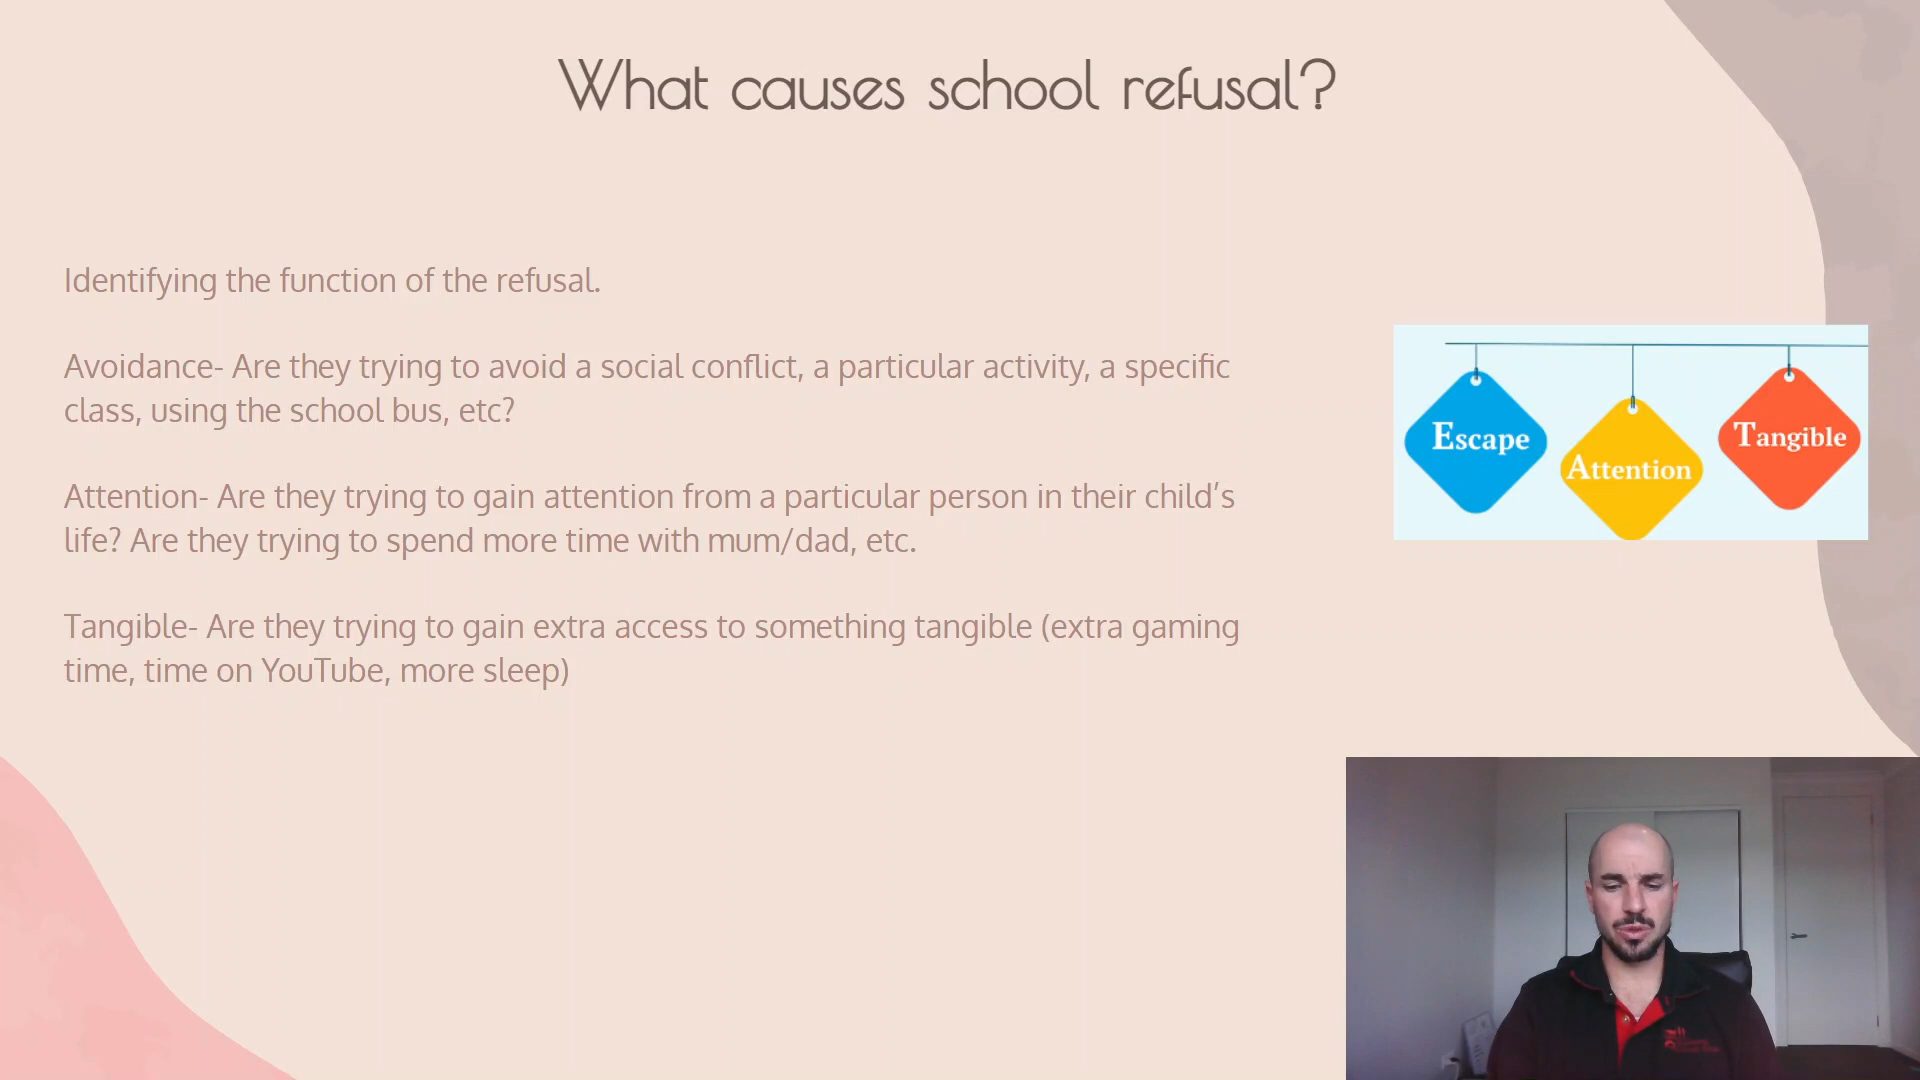 What causes school refusal?
Identifying the function of the refusal.
Avoidance- Are they trying to avoid a social conflict, a particular activity, a specific
class, using the school bus, etc?
Attention- Are they trying to gain attention from a particular person in their child’s
life? Are they trying to spend more time with mum/dad, etc.
Tangible- Are they trying to gain extra access to something tangible (extra gaming
time, time on YouTube, more sleep)
Escape
Attention
Tangible